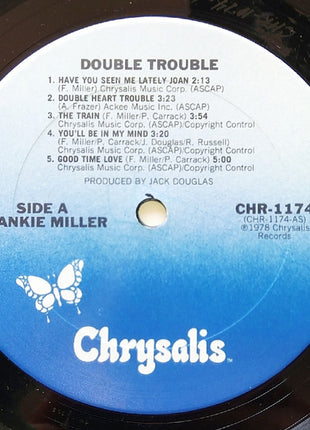 DOUBLE TROUBLE
1. HAVE YOU SEEN ME LATELY JOAN 2:13
(F. Miller) Chrysalis Music Corp. (ASCAP)
2. DOUBLE HEART TROUBLE 3:23
(A. Frazer) Ackee Music Inc. (ASCAP)
3. THE TRAIN (F. Miller/P. Carrack) 3:54
Chrysalis Music Corp. (ASCAP)/Copyright Control
4. YOU'LL BE IN MY MIND 3:20
(F. Miller/P. Carrack/J. Douglas/R. Russell)
Chrysalis Music Corp. (ASCAP)/Copyright Control
5. GOOD TIME LOVE (F. Miller/P. Carrack) 5:00
Chrysalis Music Corp. (ASCAP)/Copyright Control
PRODUCED BY JACK DOUGLAS
SIDE A
ANKIE MILLER
CHR-1174
(CHR-1174-AS)
℗1978 Chrysalis
Records
Chrysalis™